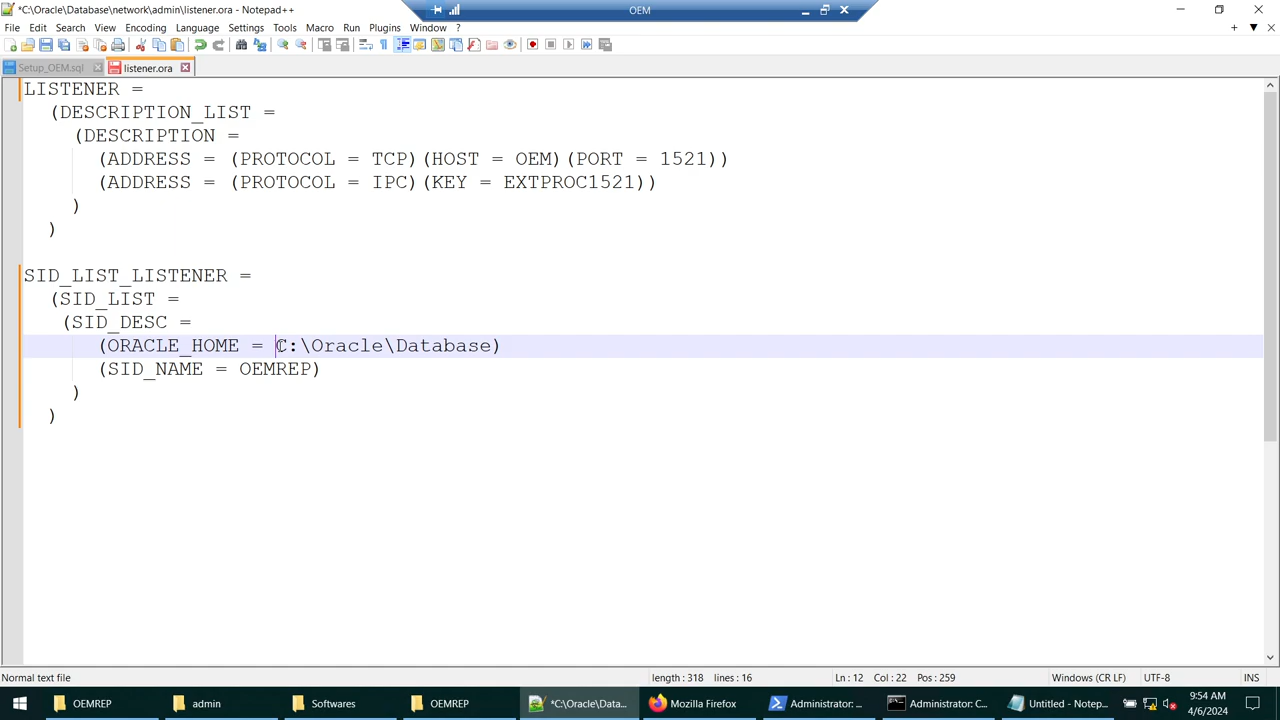 *C:\Oracle\Database\network\admin\listener.ora - Notepad++
OEM
File Edit Search View Encoding Language Settings Tools Macro Run Plugins Window ?
Setup_OEM.sql listener.ora
LISTENER =
(DESCRIPTION_LIST =
(DESCRIPTION =
(ADDRESS = (PROTOCOL = TCP)(HOST = OEM)(PORT = 1521))
(ADDRESS = (PROTOCOL = IPC)(KEY = EXTPROC1521))
)
)
SID_LIST_LISTENER =
(SID_LIST =
(SID_DESC =
(ORACLE_HOME = C:\Oracle\Database)
(SID_NAME = OEMREP)
)
)
Normal text file length : 318 lines : 16 Ln : 12 Col : 22 Pos : 259 Windows (CR LF) UTF-8 INS
OEMREP admin Softwares OEMREP *C:\Oracle\Data... Mozilla Firefox Administrator: ... Administrator: C... Untitled - Notep...
9:54 AM
4/6/2024